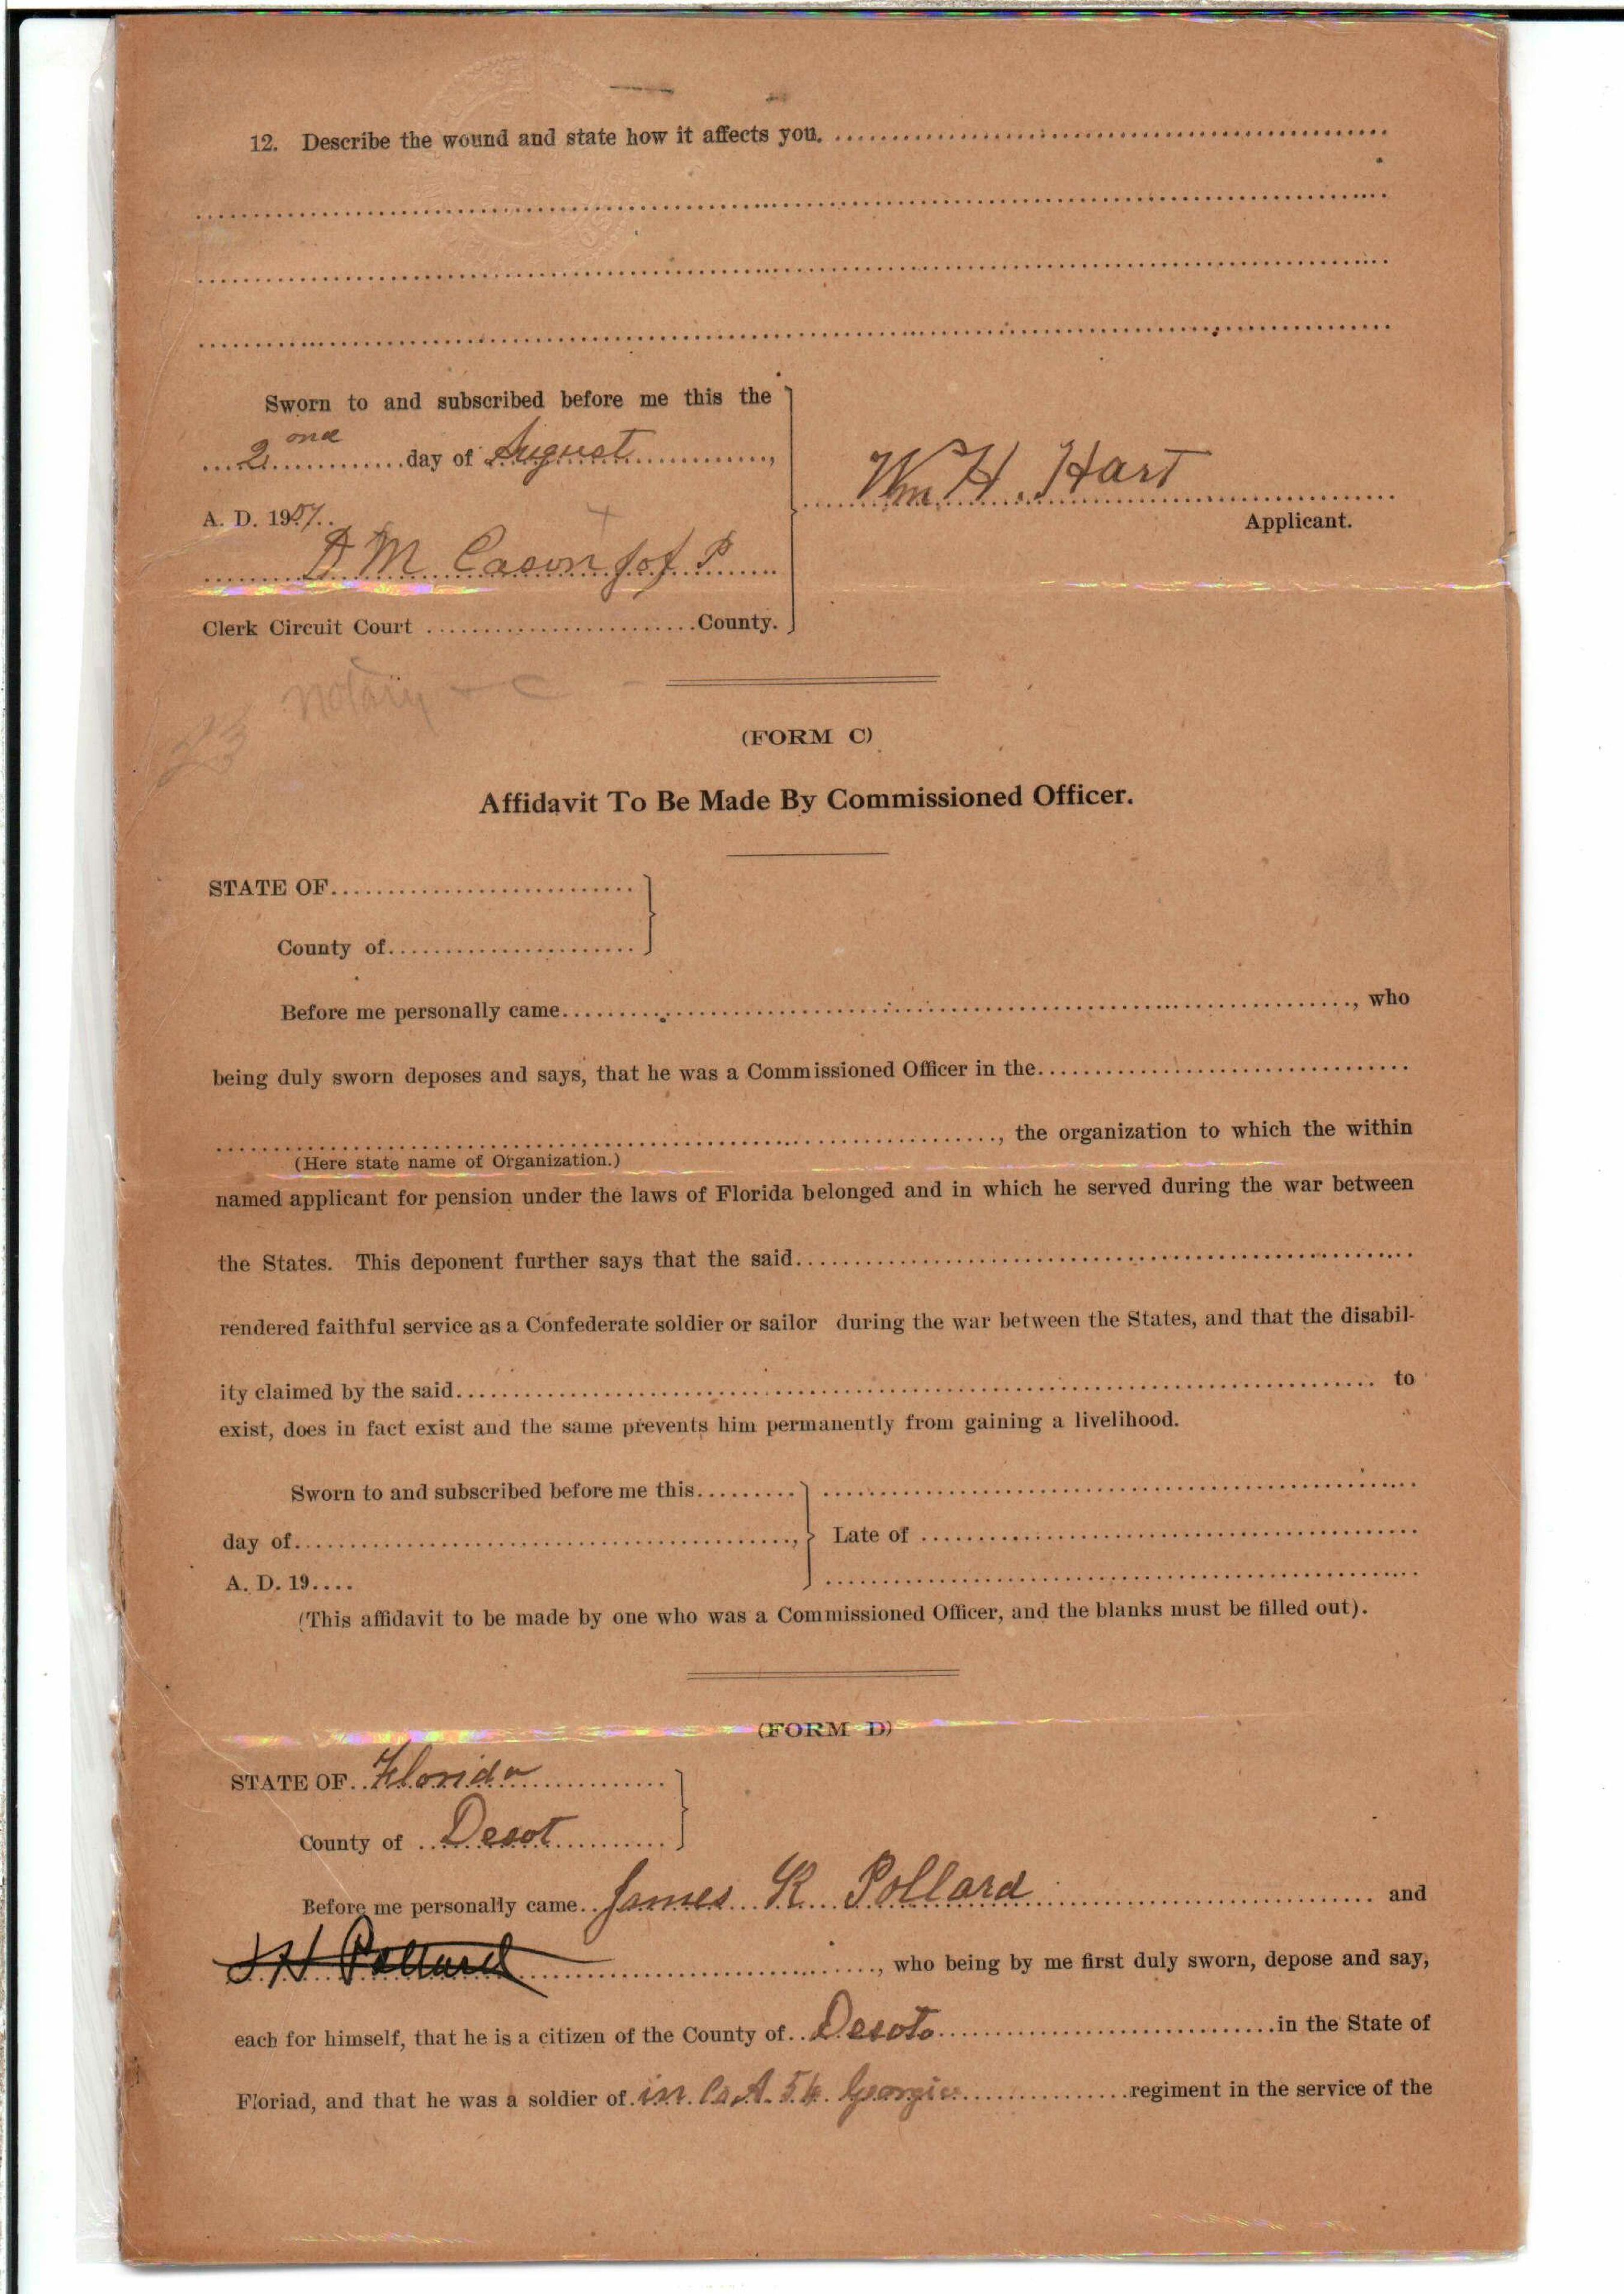 12. Describe the wound and state how it affects you.
Sworn to and subscribed before me this the
2 ond day of August,
A. D. 1907.
D M Cason J of P
Wm H. Hart
Applicant.
Clerk Circuit Court County.
Notary
(FORM C)
Affidavit To Be Made By Commissioned Officer.
STATE OF
County of
Before me personally came, who
being duly sworn deposes and says, that he was a Commissioned Officer in the
, the organization to which the within
(Here state name of Organization.)
named applicant for pension under the laws of Florida belonged and in which he served during the war between
the States. This deponent further says that the said
rendered faithful service as a Confederate soldier or sailor during the war between the States, and that the disabil-
ity claimed by the said to
exist, does in fact exist and the same prevents him permanently from gaining a livelihood.
Sworn to and subscribed before me this
day of, Late of
A. D. 19....
(This affidavit to be made by one who was a Commissioned Officer, and the blanks must be filled out).
(FORM D)
STATE OF Florida
County of Desot
Before me personally came James R Pollard and
J H Pollard, who being by me first duly sworn, depose and say,
each for himself, that he is a citizen of the County of Desoto in the State of
Floriad, and that he was a soldier of in Co A. 5th Georgia regiment in the service of the